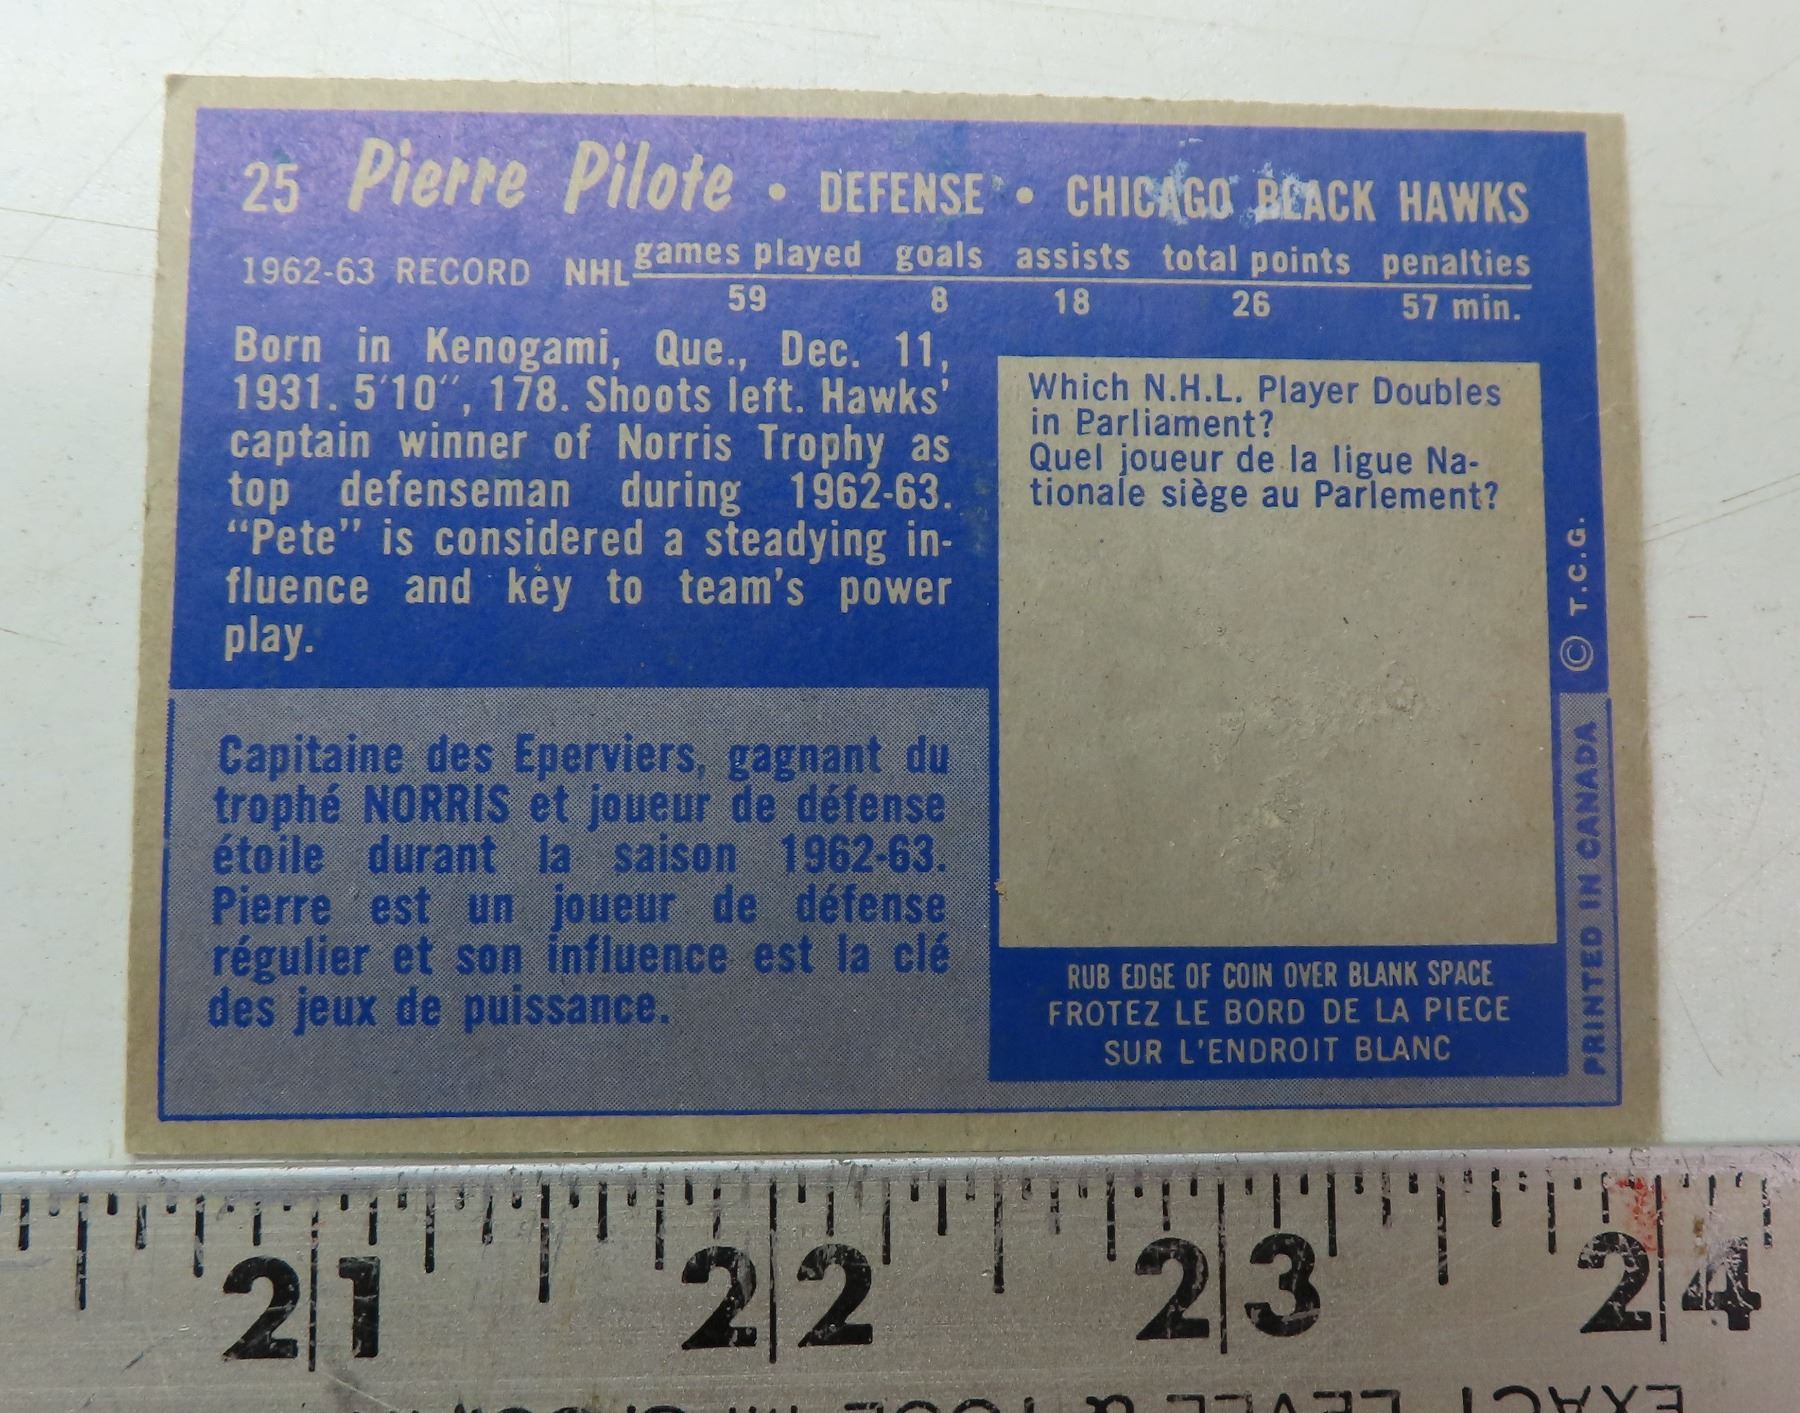 25 Pierre Pilote • DEFENSE • CHICAGO BLACK HAWKS
games played goals assists total points penalties
1962-63 RECORD NHL
59 8 18 26 57 min.
Born in Kenogami, Que., Dec. 11,
1931. 5'10", 178. Shoots left. Hawks'
captain winner of Norris Trophy as
top defenseman during 1962-63.
"Pete" is considered a steadying in-
fluence and key to team's power
play.
Which N.H.L. Player Doubles
in Parliament?
Quel joueur de la ligue Na-
tionale siège au Parlement?
Capitaine des Eperviers, gagnant du
trophé NORRIS et joueur de défense
étoile durant la saison 1962-63.
Pierre est un joueur de défense
régulier et son influence est la clé
des jeux de puissance.
RUB EDGE OF COIN OVER BLANK SPACE
FROTEZ LE BORD DE LA PIECE
SUR L'ENDROIT BLANC
© T.C.G.
PRINTED IN CANADA
21 22 23 24
EXACT LEVEL &